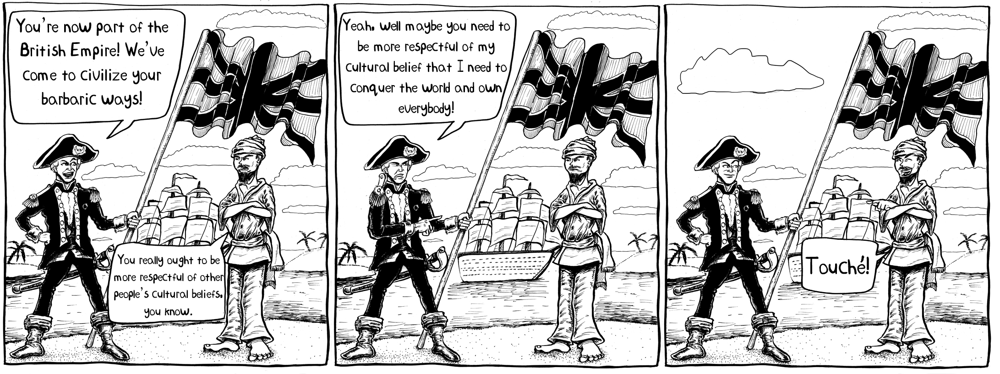 You're now part of the
British Empire! We've
come to civilize your
barbaric ways!
You really ought to be
more respectful of other
people's cultural beliefs,
you know.
Yeah, well maybe you need to
be more respectful of my
cultural belief that I need to
conquer the world and own
everybody!
Touché!